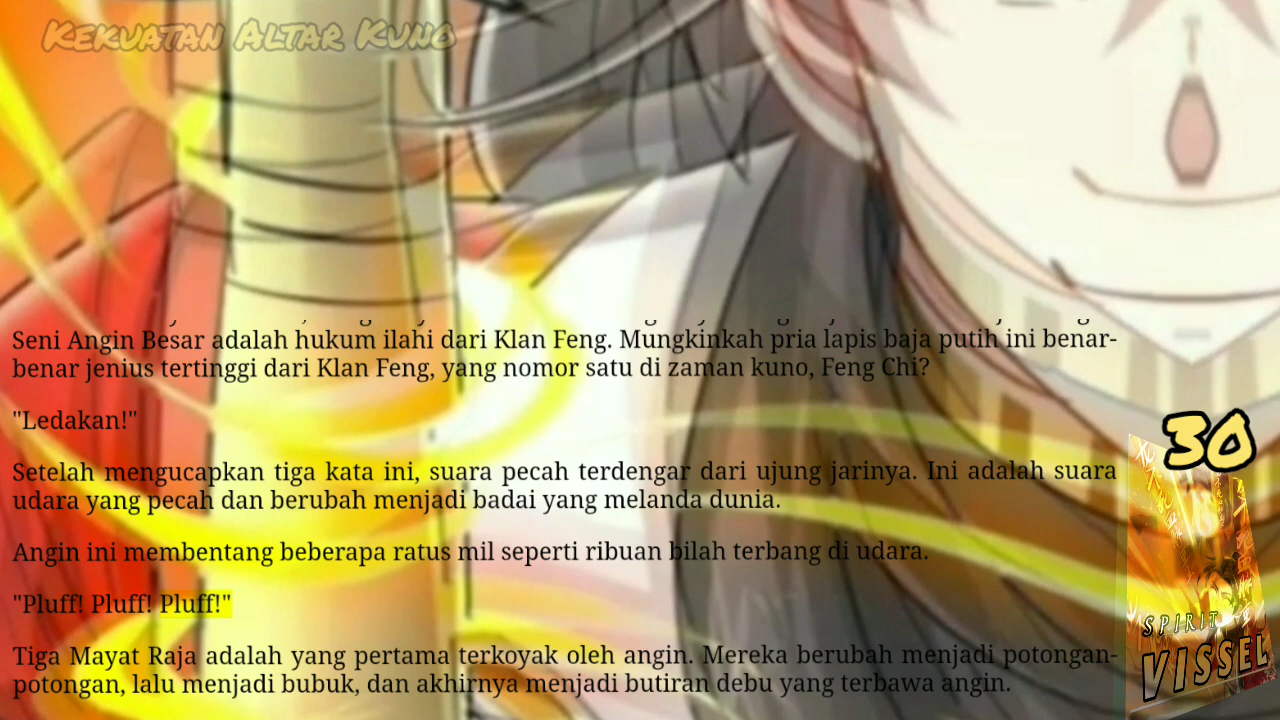 Kekuatan Altar Kuno
Seni Angin Besar adalah hukum ilahi dari Klan Feng. Mungkinkah pria lapis baja putih ini benar-
benar jenius tertinggi dari Klan Feng, yang nomor satu di zaman kuno, Feng Chi?
"Ledakan!"
Setelah mengucapkan tiga kata ini, suara pecah terdengar dari ujung jarinya. Ini adalah suara
udara yang pecah dan berubah menjadi badai yang melanda dunia.
Angin ini membentang beberapa ratus mil seperti ribuan bilah terbang di udara.
"Pluff! Pluff! Pluff!"
Tiga Mayat Raja adalah yang pertama terkoyak oleh angin. Mereka berubah menjadi potongan-
potongan, lalu menjadi bubuk, dan akhirnya menjadi butiran debu yang terbawa angin.
30
SPIRIT
VISSEL